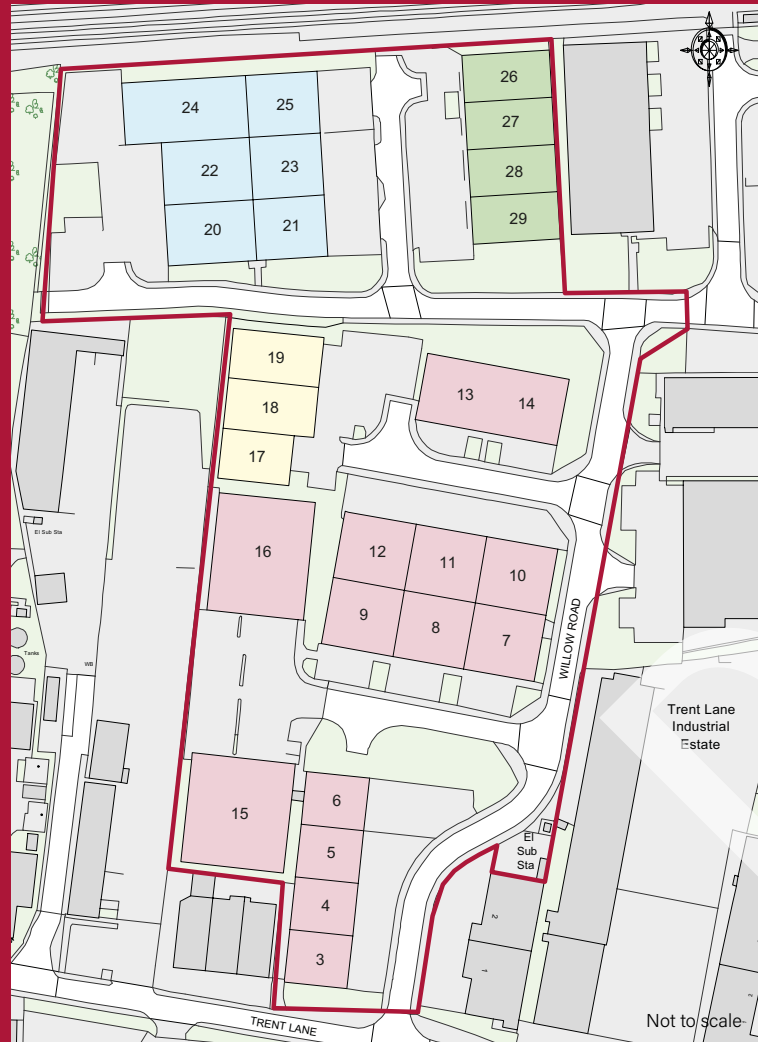 26
24
25
27
22
23
28
20
21
29
19
13
14
18
17
16
12
11
10
9
8
7
WILLOW ROAD
El Sub Sta
Tanks
WB
Trent Lane
Industrial
Estate
15
6
5
4
3
El
Sub
Sta
2
1
TRENT LANE
Not to scale